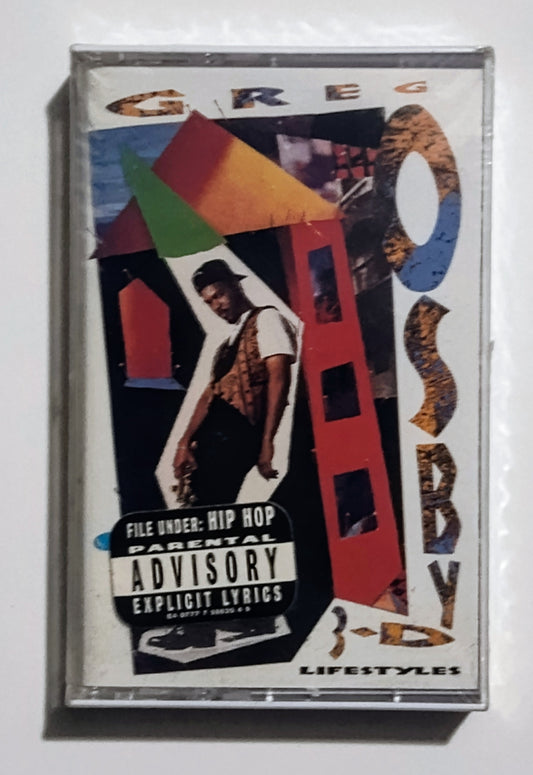 GREG
OSBY
3-D
LIFESTYLES
FILE UNDER: HIP HOP
PARENTAL
ADVISORY
EXPLICIT LYRICS